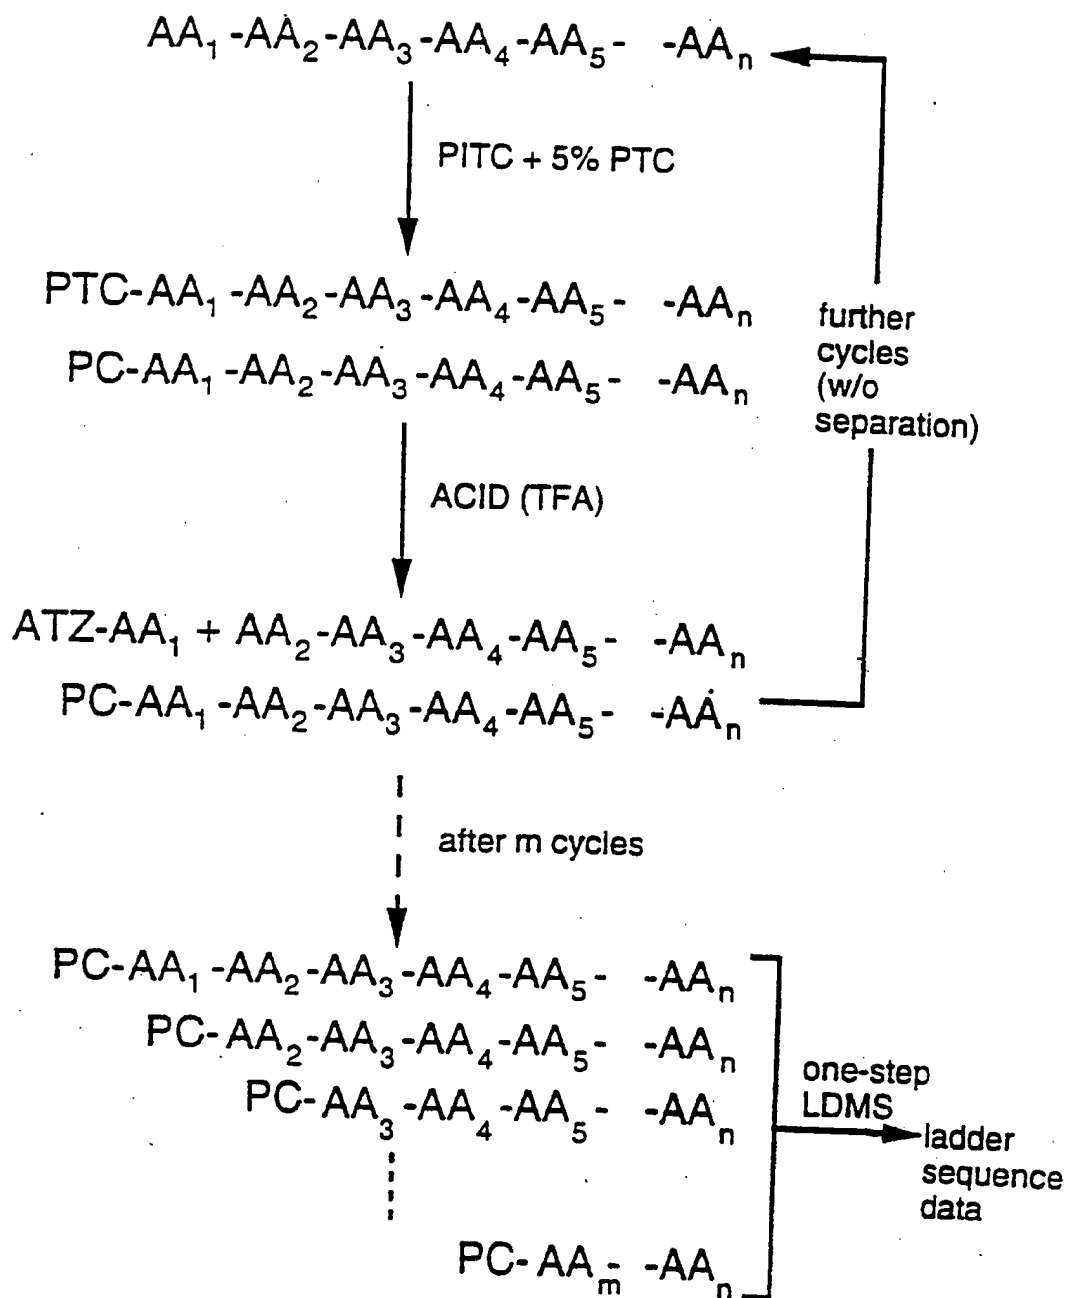 AA₁ -AA₂-AA₃-AA₄-AA₅- -AAₙ
PITC + 5% PTC
PTC-AA₁ -AA₂-AA₃-AA₄-AA₅- -AAₙ
PC-AA₁ -AA₂-AA₃-AA₄-AA₅- -AAₙ
further
cycles
(w/o
separation)
ACID (TFA)
ATZ-AA₁ + AA₂-AA₃-AA₄-AA₅- -AAₙ
PC-AA₁ -AA₂-AA₃-AA₄-AA₅- -AAₙ
after m cycles
PC-AA₁ -AA₂-AA₃-AA₄-AA₅- -AAₙ
PC-AA₂-AA₃-AA₄-AA₅- -AAₙ
PC-AA₃-AA₄-AA₅- -AAₙ
PC-AAₘ- -AAₙ
one-step
LDMS
ladder
sequence
data